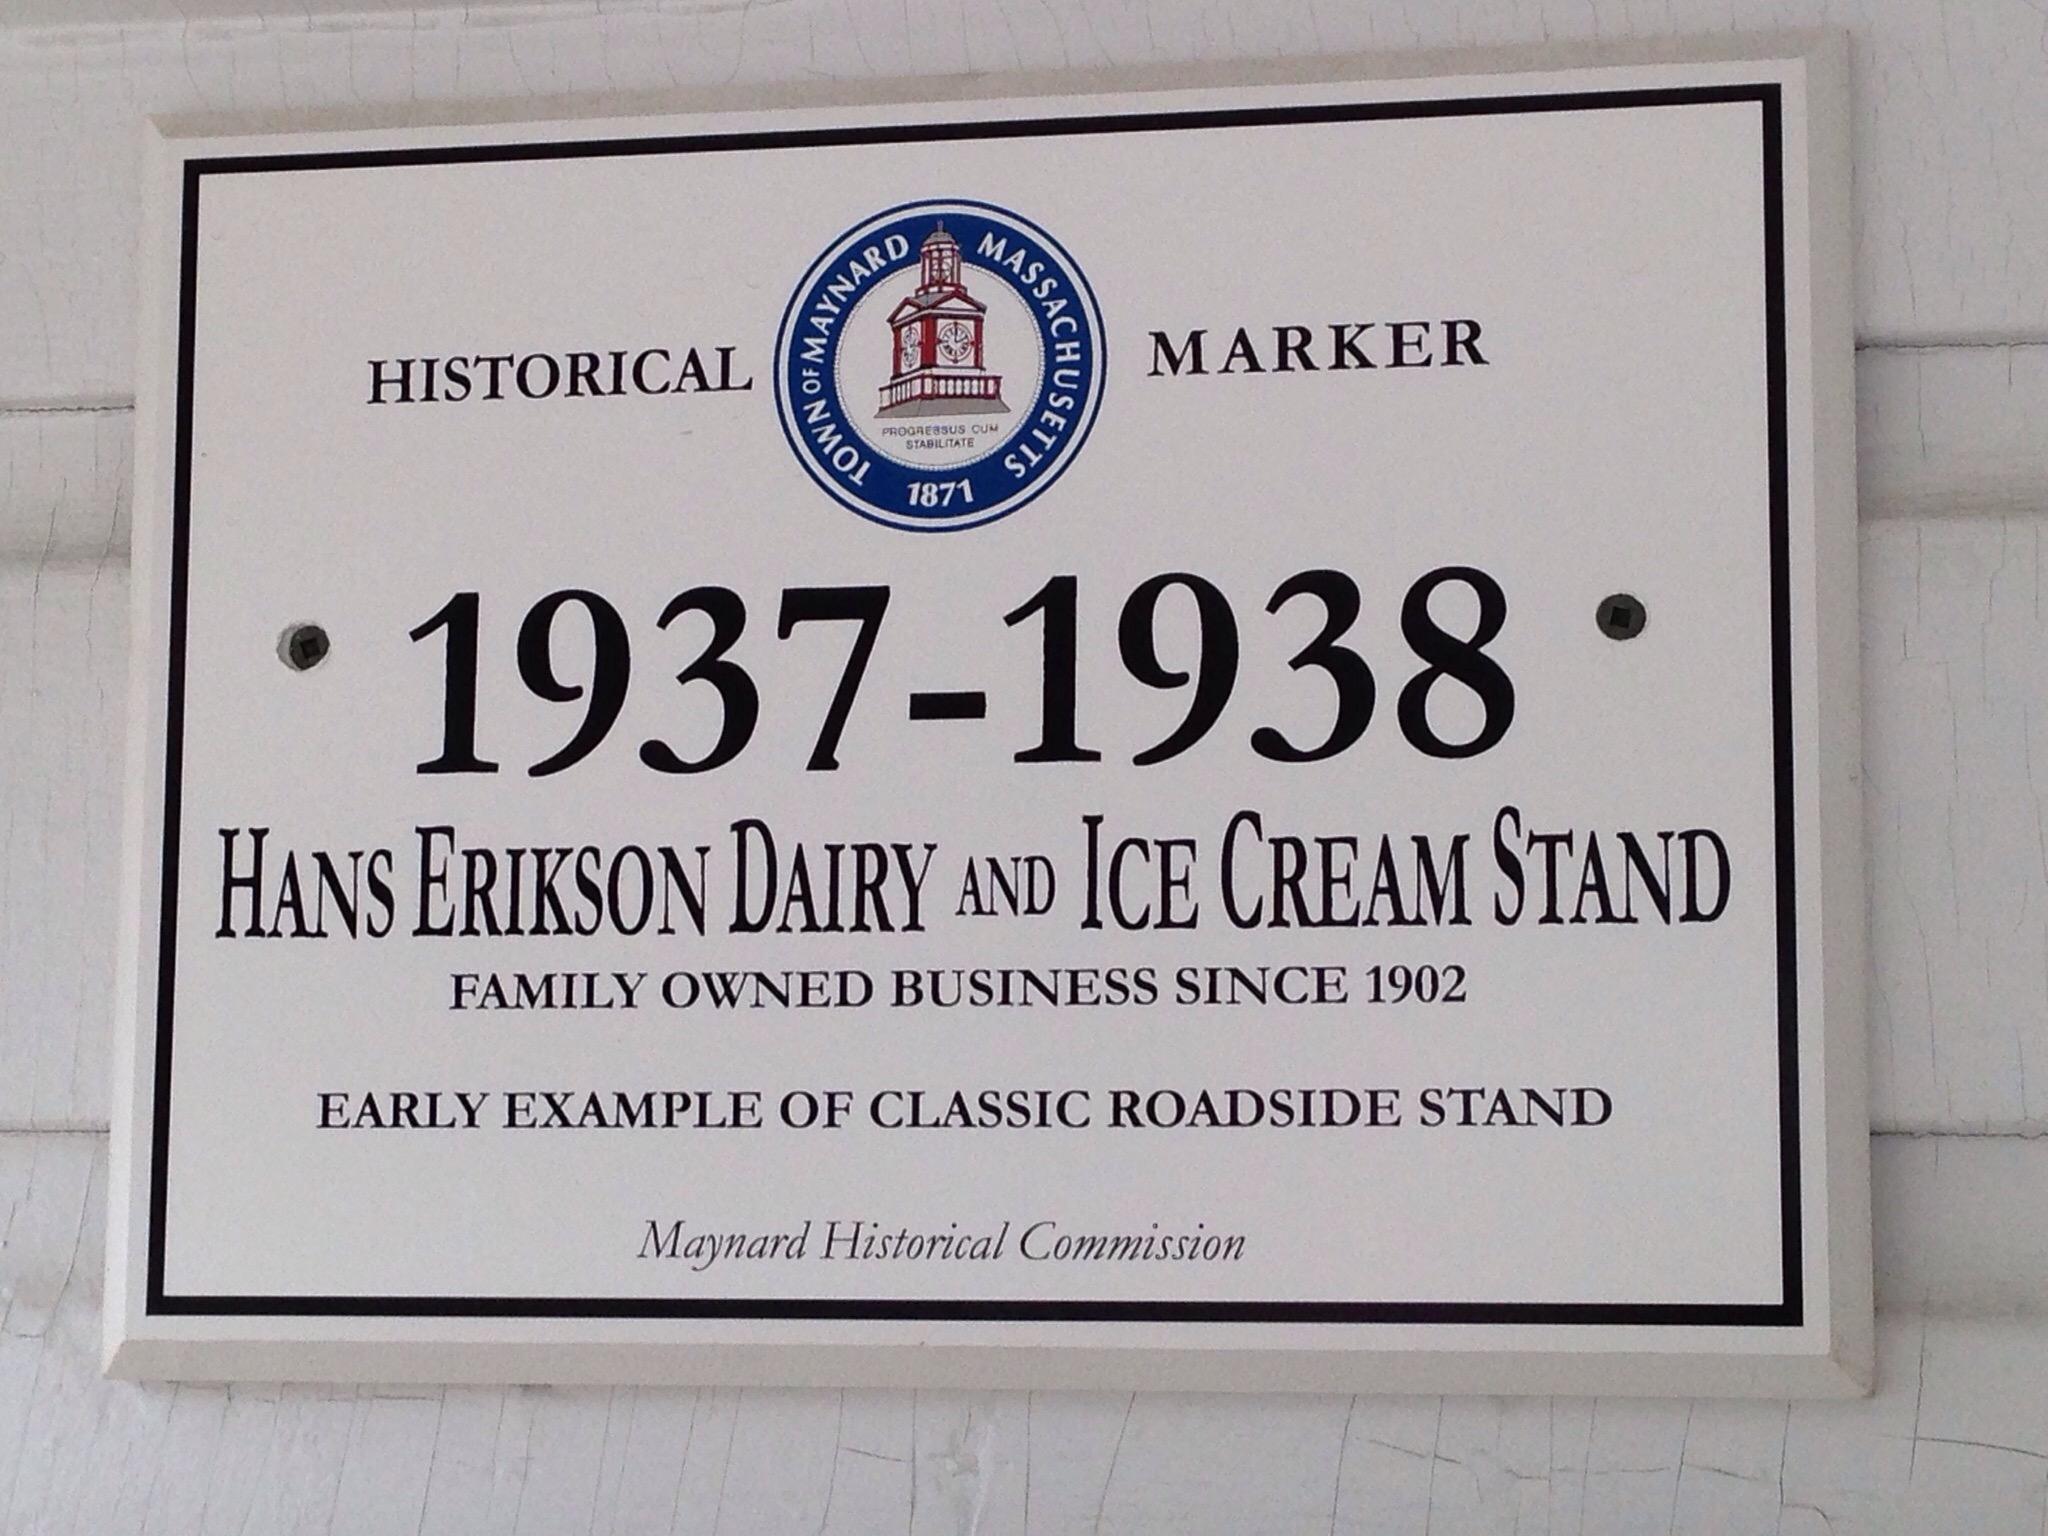 HISTORICAL MARKER
TOWN OF MAYNARD MASSACHUSETTS
PROGRESSUS CUM
STABILITATE
1871
1937-1938
HANS ERIKSON DAIRY AND ICE CREAM STAND
FAMILY OWNED BUSINESS SINCE 1902
EARLY EXAMPLE OF CLASSIC ROADSIDE STAND
Maynard Historical Commission